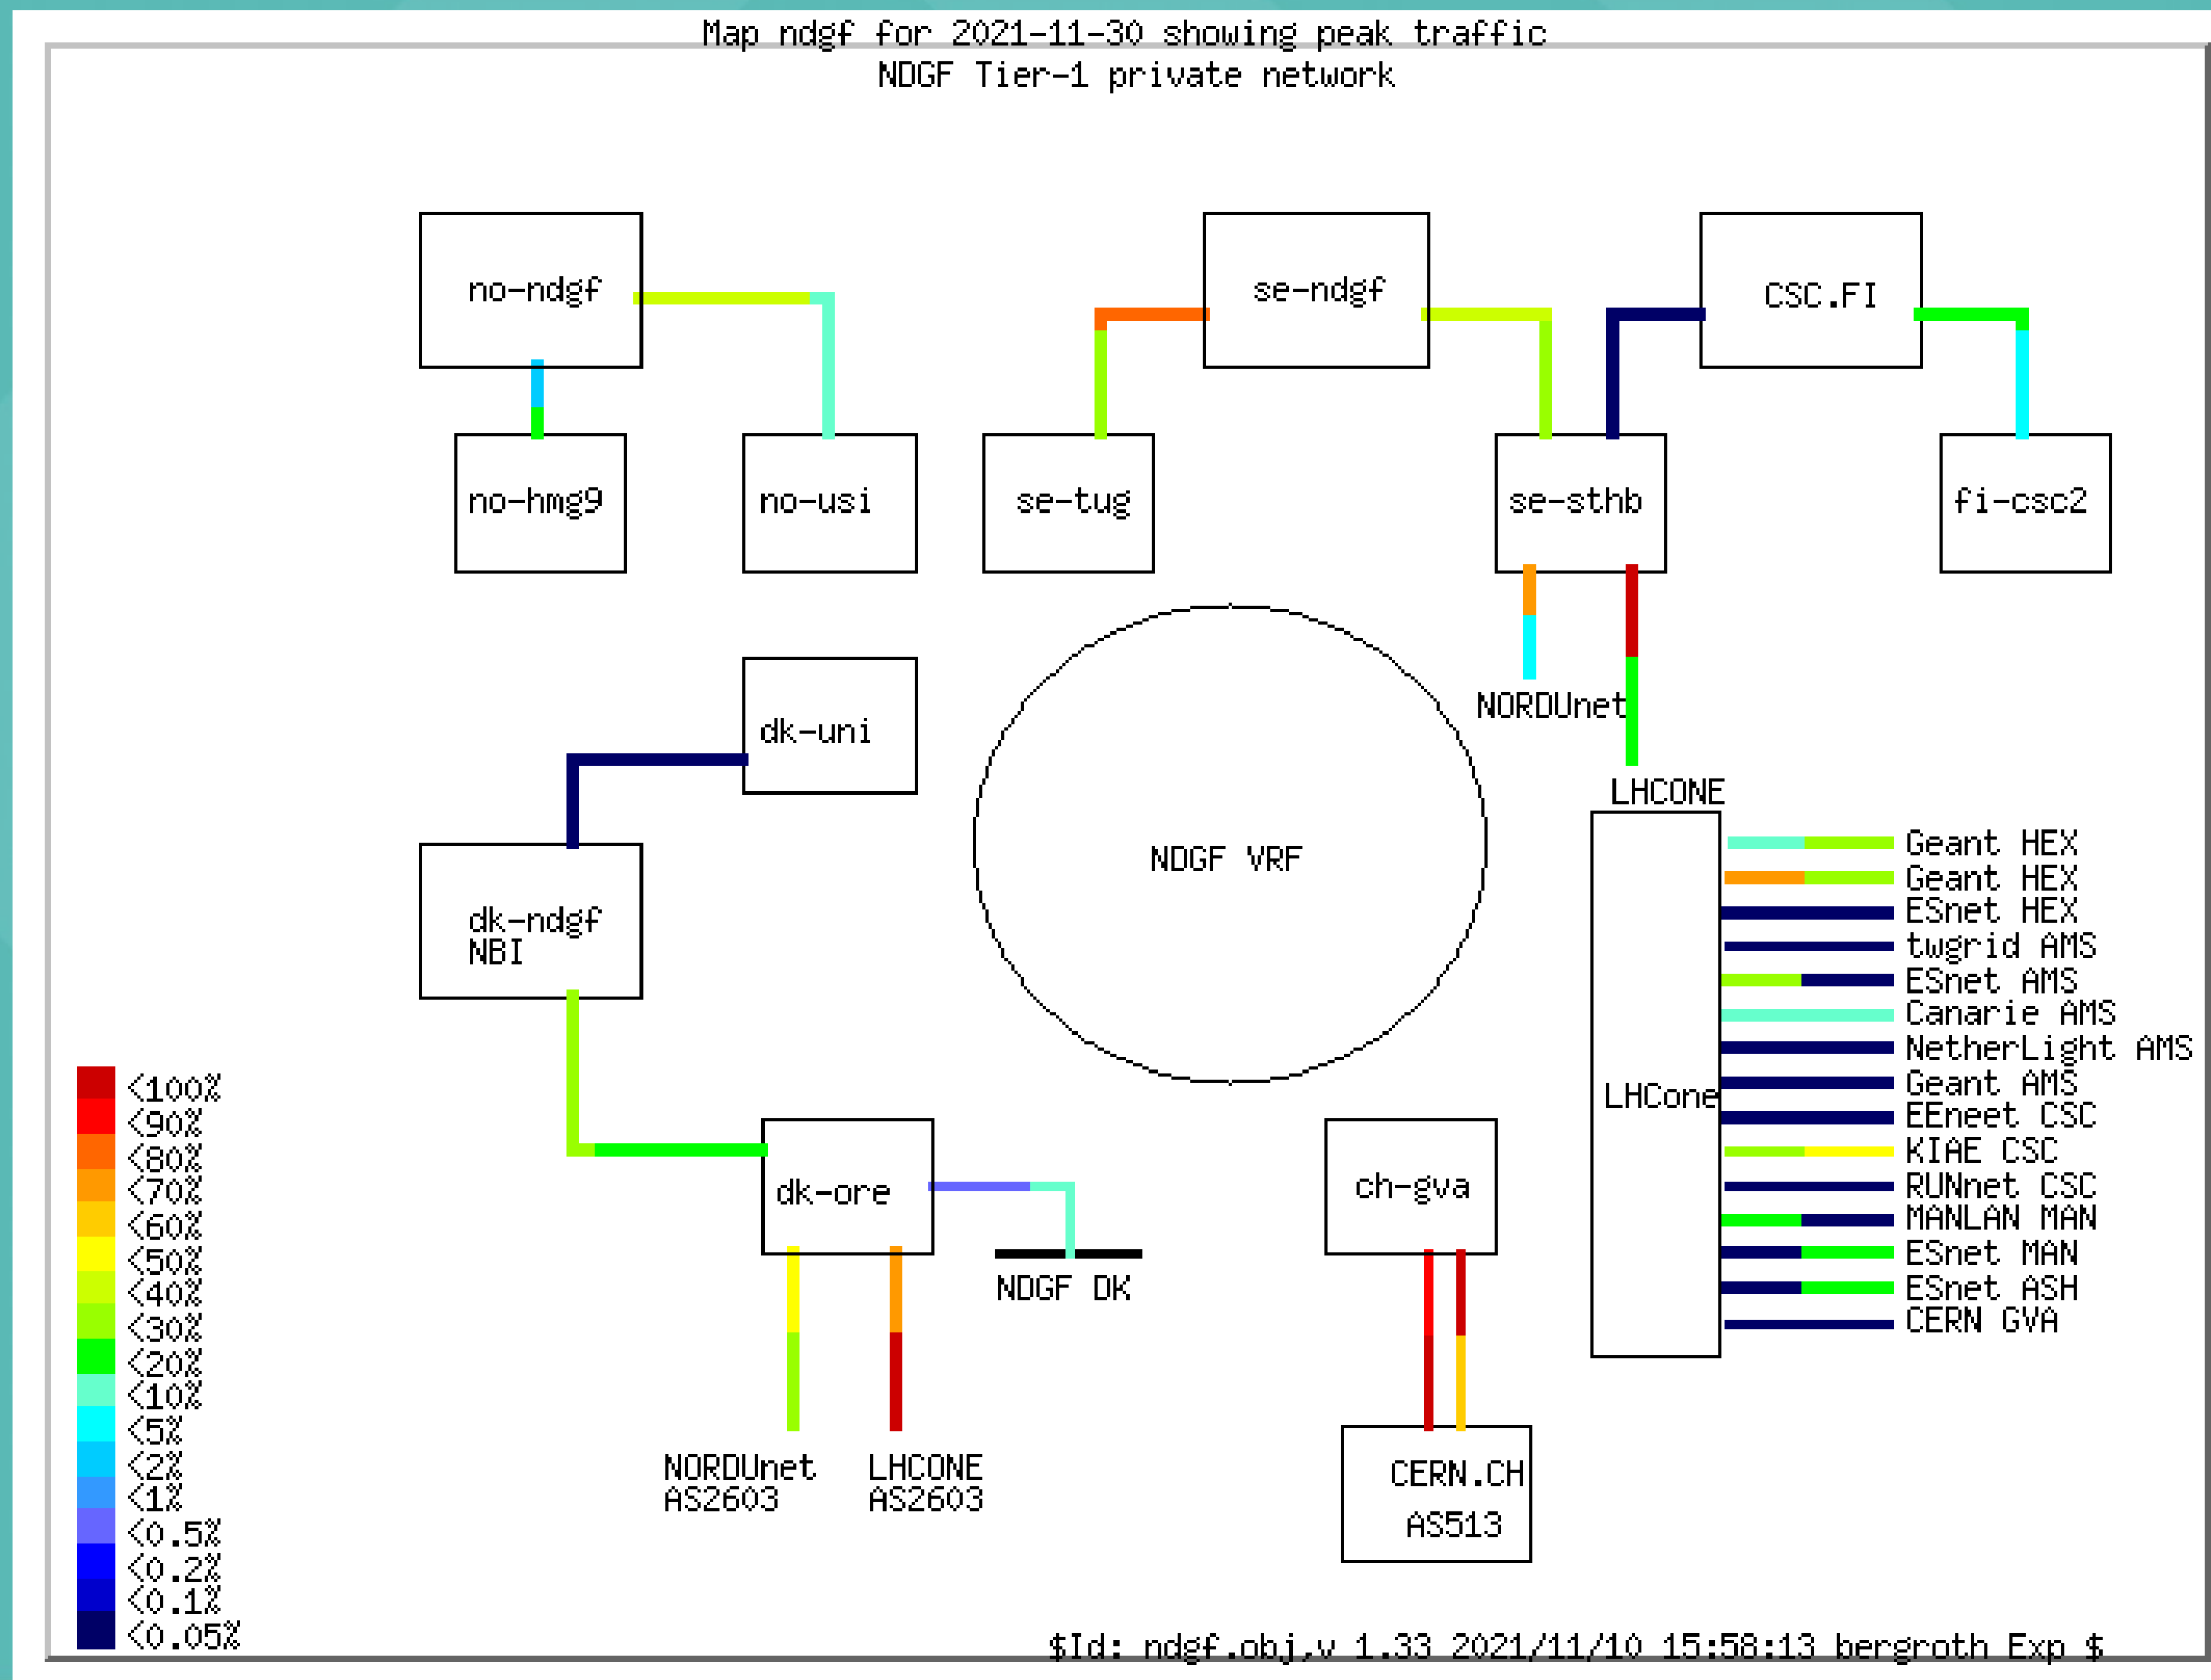 Map ndgf for 2021-11-30 showing peak traffic
NDGF Tier-1 private network
no-ndgf
se-ndgf
CSC.FI
no-hmg9
no-usi
se-tug
se-sthb
fi-csc2
NORDUnet
dk-uni
LHCONE
NDGF VRF
dk-ndgf
NBI
LHCone
Geant HEX
Geant HEX
ESnet HEX
twgrid AMS
ESnet AMS
Canarie AMS
NetherLight AMS
Geant AMS
EEneet CSC
KIAE CSC
RUNnet CSC
MANLAN MAN
ESnet MAN
ESnet ASH
CERN GVA
dk-ore
ch-gva
NDGF DK
NORDUnet
AS2603
LHCONE
AS2603
CERN.CH
AS513
<100%
<90%
<80%
<70%
<60%
<50%
<40%
<30%
<20%
<10%
<5%
<2%
<1%
<0.5%
<0.2%
<0.1%
<0.05%
$Id: ndgf.obj,v 1.33 2021/11/10 15:58:13 bergroth Exp $